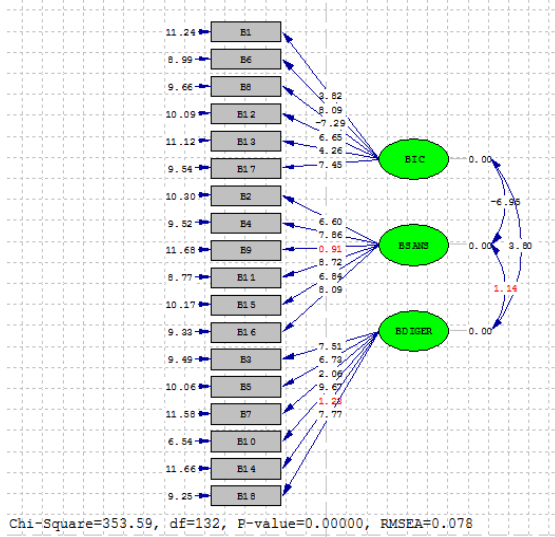 11.24 B1
8.99 B6
9.66 B8
10.09 B12
11.12 B13
9.54 B17
10.30 B2
9.52 B4
11.68 B9
8.77 B11
10.17 B15
9.33 B16
9.49 B3
10.06 B5
11.58 B7
6.54 B10
11.66 B14
9.25 B18
3.82
8.09
-7.29
6.65
4.26
7.45
6.60
7.86
0.91
8.72
6.84
8.09
7.51
6.73
2.06
9.67
7.77
BIC 0.00
BSANS 0.00
BDIGER 0.00
-6.95
3.80
1.14
Chi-Square=353.59, df=132, P-value=0.00000, RMSEA=0.078